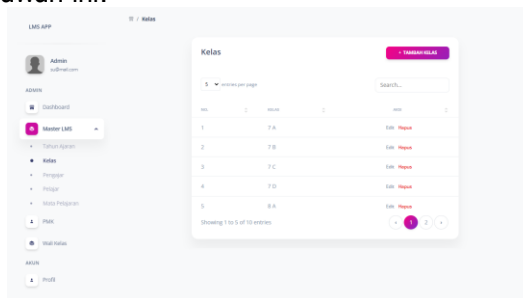 LMS APP
/ Kelas
Admin
su@mail.com
ADMIN
Dashboard
Master LMS
Tahun Ajaran
Kelas
Pengajar
Pelajar
Mata Pelajaran
PMK
Wali Kelas
AKUN
Profil
Kelas
+ TAMBAH KELAS
5 entries per page
Search...
NO. KELAS AKSI
1 7 A Edit Hapus
2 7 B Edit Hapus
3 7 C Edit Hapus
4 7 D Edit Hapus
5 8 A Edit Hapus
Showing 1 to 5 of 10 entries
‹ 1 2 ›